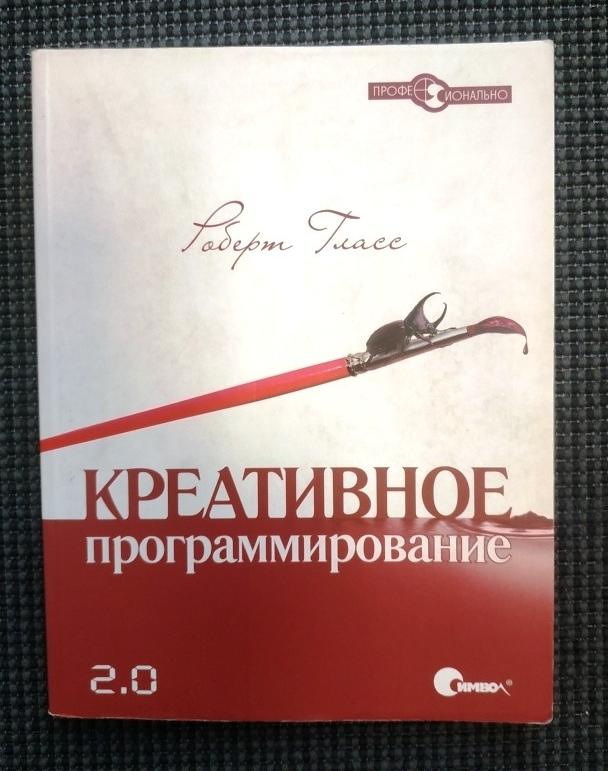 ПРОФЕССИОНАЛЬНО
Роберт Гласс
КРЕАТИВНОЕ
программирование
2.0
Символ®